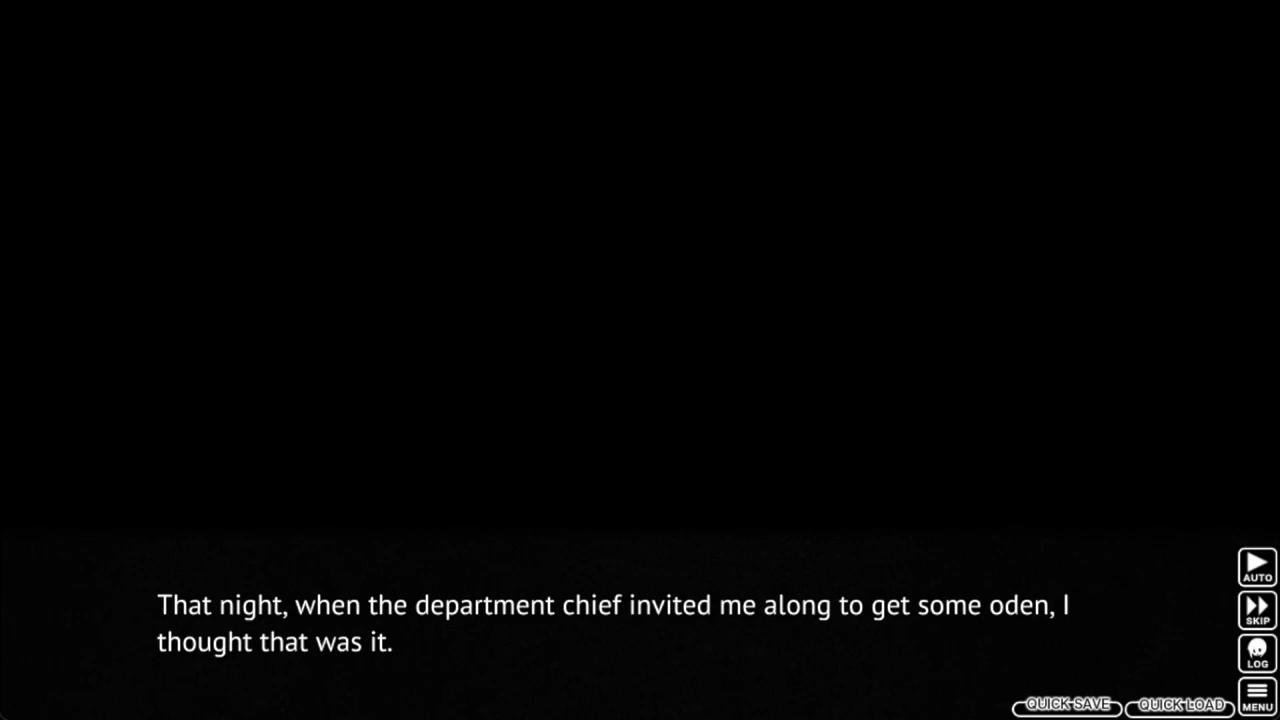 That night, when the department chief invited me along to get some oden, I
thought that was it.
AUTO
SKIP
LOG
MENU
QUICK SAVE
QUICK LOAD